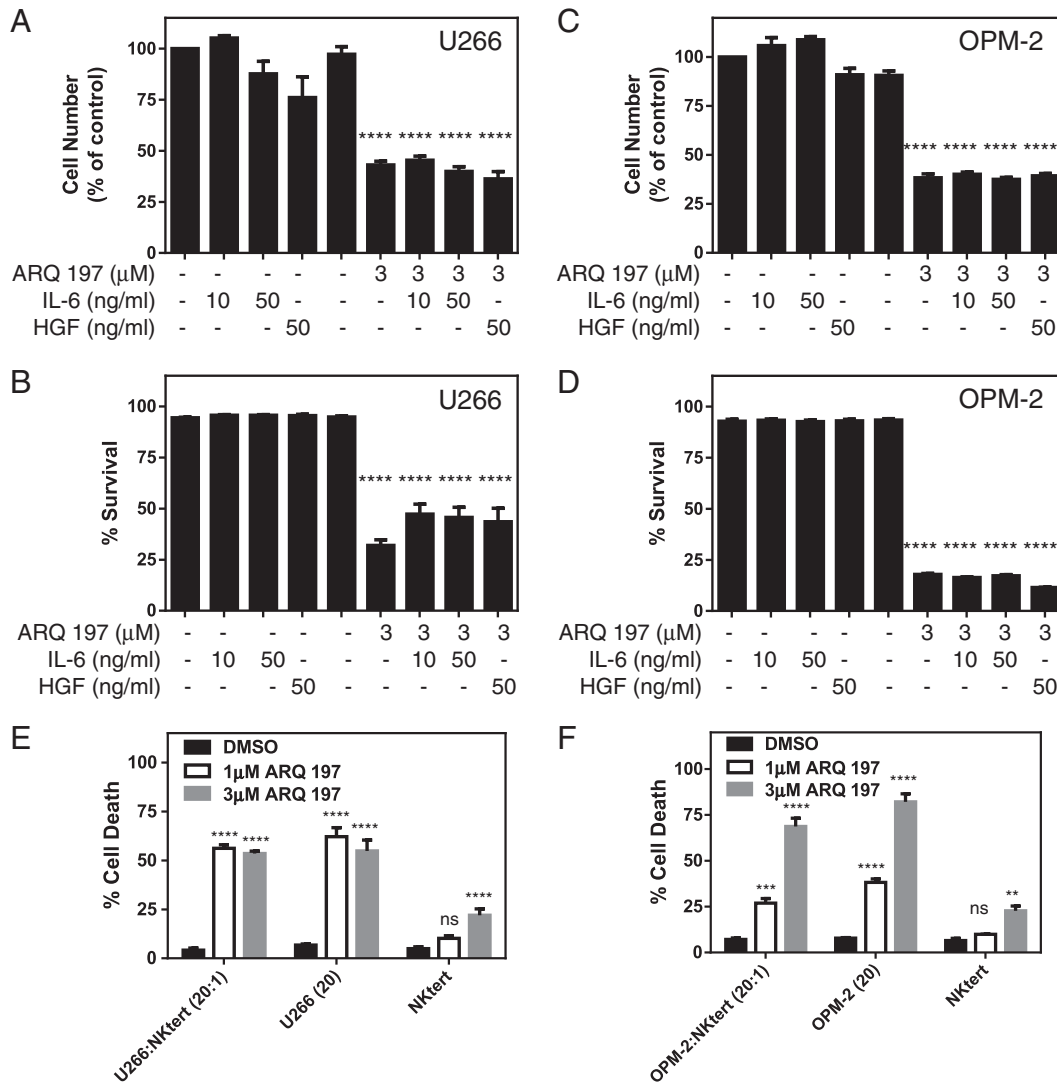 A
U266
Cell Number
(% of control)
100
75
50
25
0
**** **** **** ****
ARQ 197 (μM) - - - - - 3 3 3 3
IL-6 (ng/ml) - 10 50 - - - 10 50 -
HGF (ng/ml) - - - 50 - - - - 50
B
U266
% Survival
100
75
50
25
0
**** **** **** ****
ARQ 197 (μM) - - - - - 3 3 3 3
IL-6 (ng/ml) - 10 50 - - - 10 50 -
HGF (ng/ml) - - - 50 - - - - 50
C
OPM-2
Cell Number
(% of control)
100
75
50
25
0
**** **** **** ****
ARQ 197 (μM) - - - - - 3 3 3 3
IL-6 (ng/ml) - 10 50 - - - 10 50 -
HGF (ng/ml) - - - 50 - - - - 50
D
OPM-2
% Survival
100
75
50
25
0
**** **** **** ****
ARQ 197 (μM) - - - - - 3 3 3 3
IL-6 (ng/ml) - 10 50 - - - 10 50 -
HGF (ng/ml) - - - 50 - - - - 50
E
% Cell Death
100
75
50
25
0
DMSO
1μM ARQ 197
3μM ARQ 197
**** **** **** **** ns ****
U266:NKtert (20:1)
U266 (20)
NKtert
F
% Cell Death
100
75
50
25
0
DMSO
1μM ARQ 197
3μM ARQ 197
*** **** **** **** ns **
OPM-2:NKtert (20:1)
OPM-2 (20)
NKtert